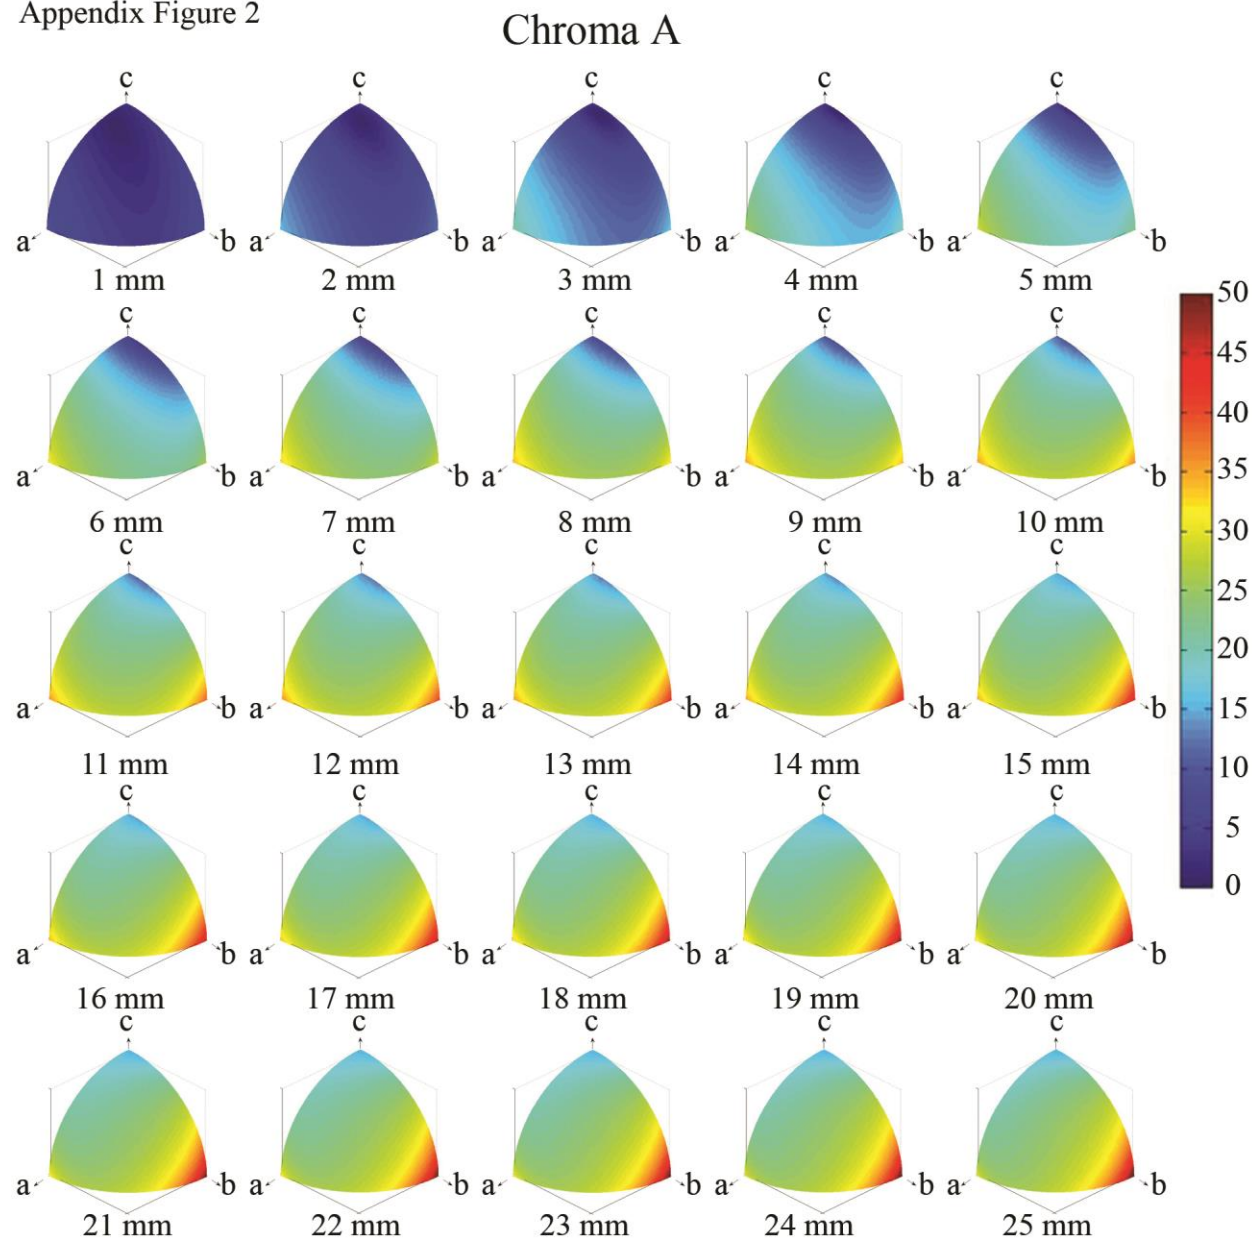 Appendix Figure 2
Chroma A
c c c c c
a b a b a b a b a b
1 mm 2 mm 3 mm 4 mm 5 mm
c c c c c
a b a b a b a b a b
6 mm 7 mm 8 mm 9 mm 10 mm
c c c c c
a b a b a b a b a b
11 mm 12 mm 13 mm 14 mm 15 mm
c c c c c
a b a b a b a b a b
16 mm 17 mm 18 mm 19 mm 20 mm
c c c c c
a b a b a b a b a b
21 mm 22 mm 23 mm 24 mm 25 mm
50
45
40
35
30
25
20
15
10
5
0